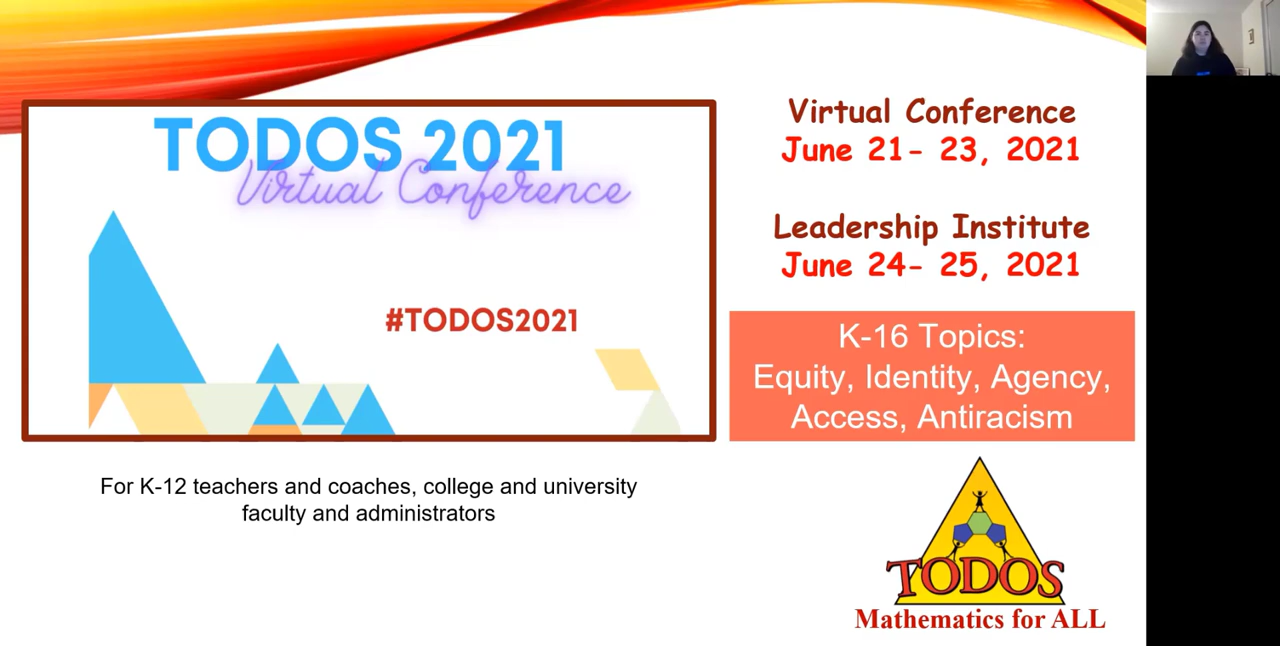 TODOS 2021
Virtual Conference
#TODOS2021
For K-12 teachers and coaches, college and university
faculty and administrators
Virtual Conference
June 21- 23, 2021
Leadership Institute
June 24- 25, 2021
K-16 Topics:
Equity, Identity, Agency,
Access, Antiracism
TODOS
Mathematics for ALL